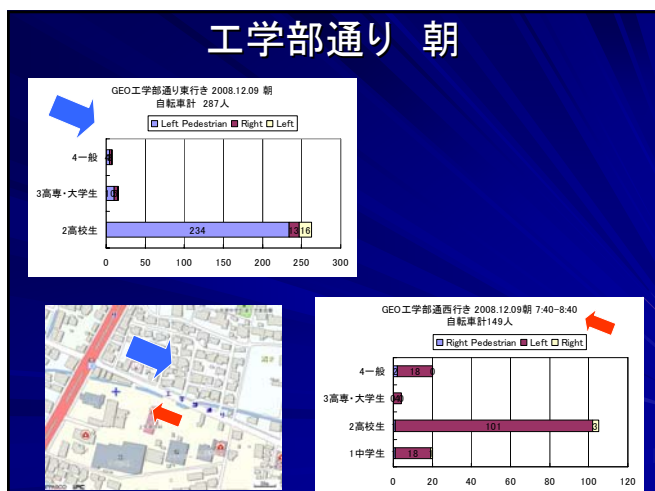 工学部通り 朝
GEO工学部通り東行き 2008.12.09 朝
自転車計 287人
Left Pedestrian Right Left
4一般
3高専・大学生
2高校生 234 13 16
0 50 100 150 200 250 300
GEO工学部通西行き 2008.12.09朝 7:40-8:40
自転車計149人
Right Pedestrian Left Right
4一般 2 18 0
3高専・大学生
2高校生 101 3
1中学生 18
0 20 40 60 80 100 120